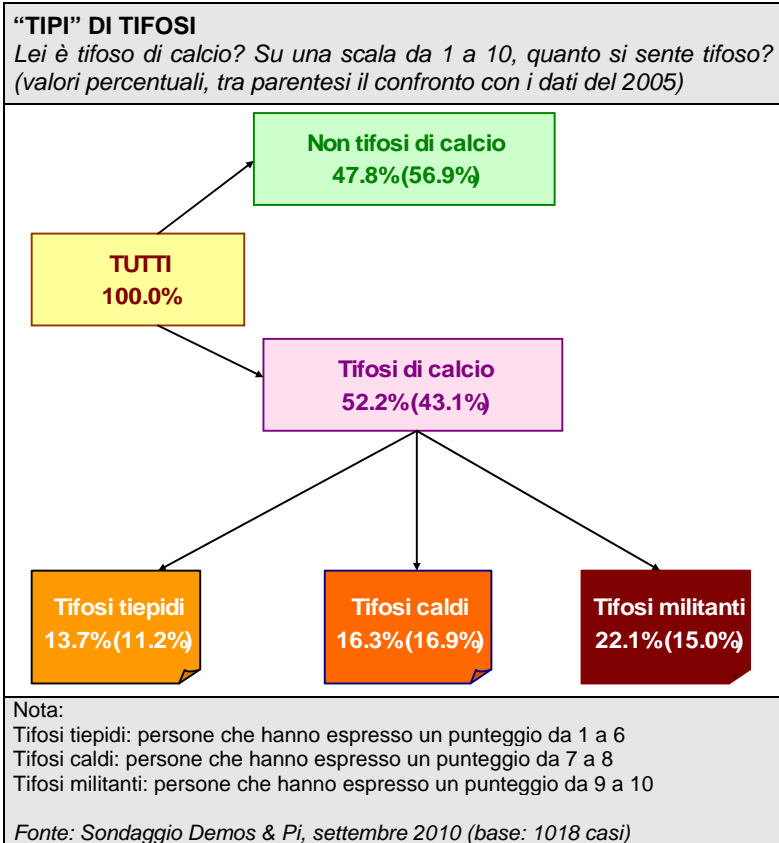 “TIPI” DI TIFOSI
Lei è tifoso di calcio? Su una scala da 1 a 10, quanto si sente tifoso?
(valori percentuali, tra parentesi il confronto con i dati del 2005)
Non tifosi di calcio
47.8%(56.9%)
TUTTI
100.0%
Tifosi di calcio
52.2%(43.1%)
Tifosi tiepidi
13.7%(11.2%)
Tifosi caldi
16.3%(16.9%)
Tifosi militanti
22.1%(15.0%)
Nota:
Tifosi tiepidi: persone che hanno espresso un punteggio da 1 a 6
Tifosi caldi: persone che hanno espresso un punteggio da 7 a 8
Tifosi militanti: persone che hanno espresso un punteggio da 9 a 10
Fonte: Sondaggio Demos & Pi, settembre 2010 (base: 1018 casi)